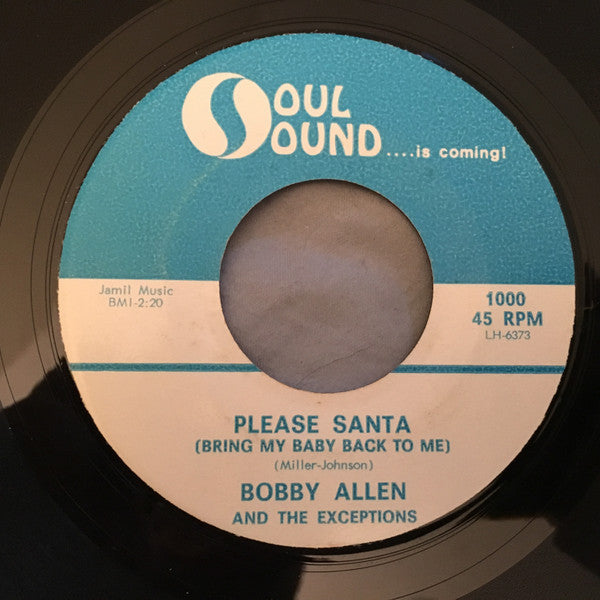 SOUL
SOUND ....is coming!
Jamil Music
BMI-2:20
1000
45 RPM
LH-6373
PLEASE SANTA
(BRING MY BABY BACK TO ME)
(Miller-Johnson)
BOBBY ALLEN
AND THE EXCEPTIONS